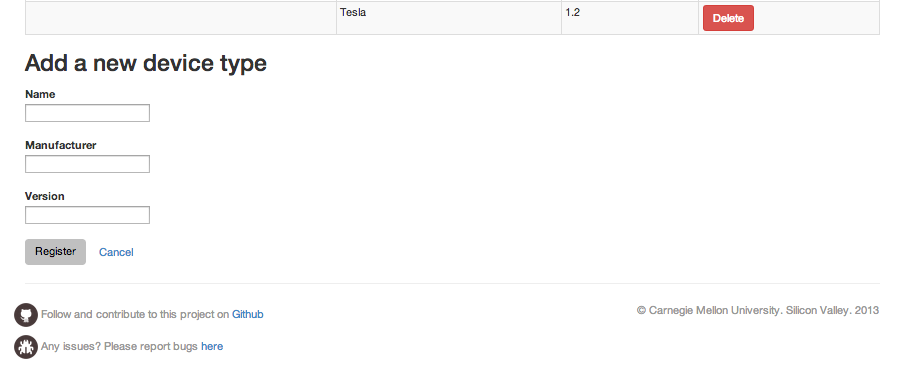 Tesla 1.2 Delete
Add a new device type
Name
Manufacturer
Version
Register Cancel
Follow and contribute to this project on Github © Carnegie Mellon University. Silicon Valley. 2013
Any issues? Please report bugs here